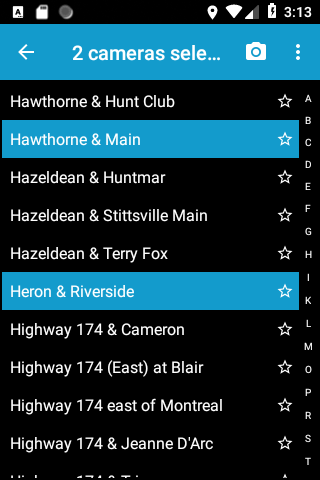 3:13
2 cameras sele...
Hawthorne & Hunt Club
Hawthorne & Main
Hazeldean & Huntmar
Hazeldean & Stittsville Main
Hazeldean & Terry Fox
Heron & Riverside
Highway 174 & Cameron
Highway 174 (East) at Blair
Highway 174 east of Montreal
Highway 174 & Jeanne D'Arc
A
B
C
D
E
F
G
H
I
K
L
M
O
P
R
S
T